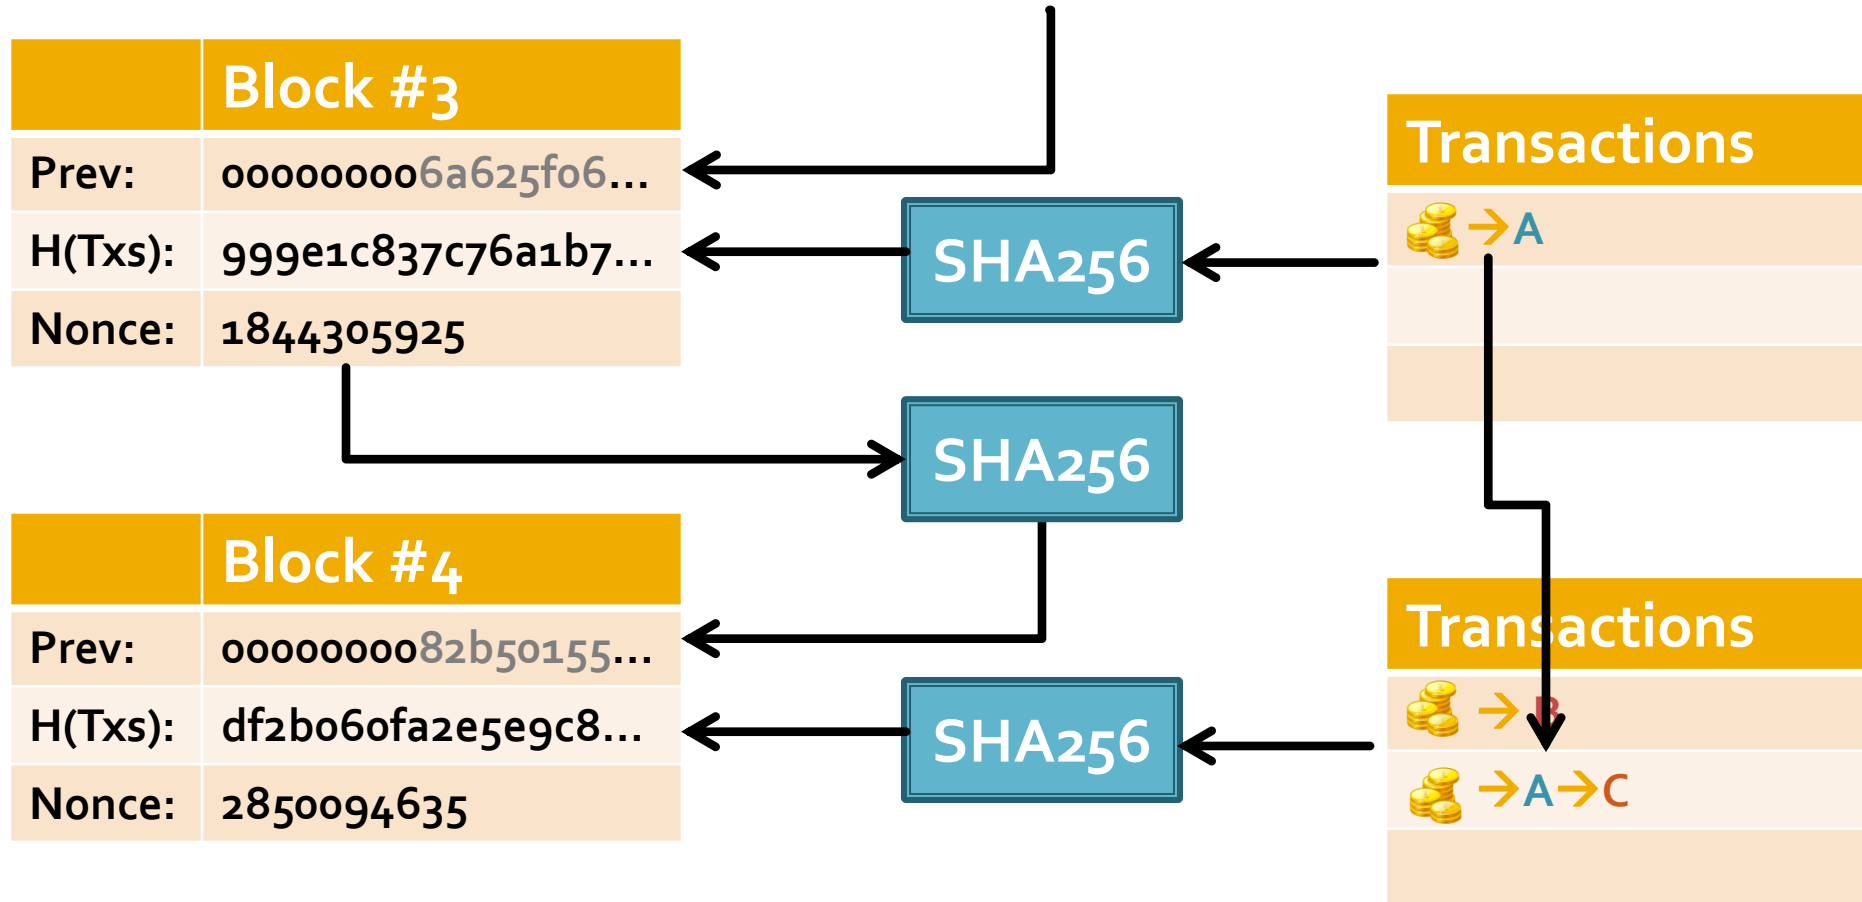 Block #3
Prev: 000000006a625f06...
H(Txs): 999e1c837c76a1b7...
Nonce: 1844305925
SHA256
Transactions
→A
SHA256
Block #4
Prev: 0000000082b50155...
H(Txs): df2b060fa2e5e9c8...
Nonce: 2850094635
SHA256
Transactions
→ B
→A→C